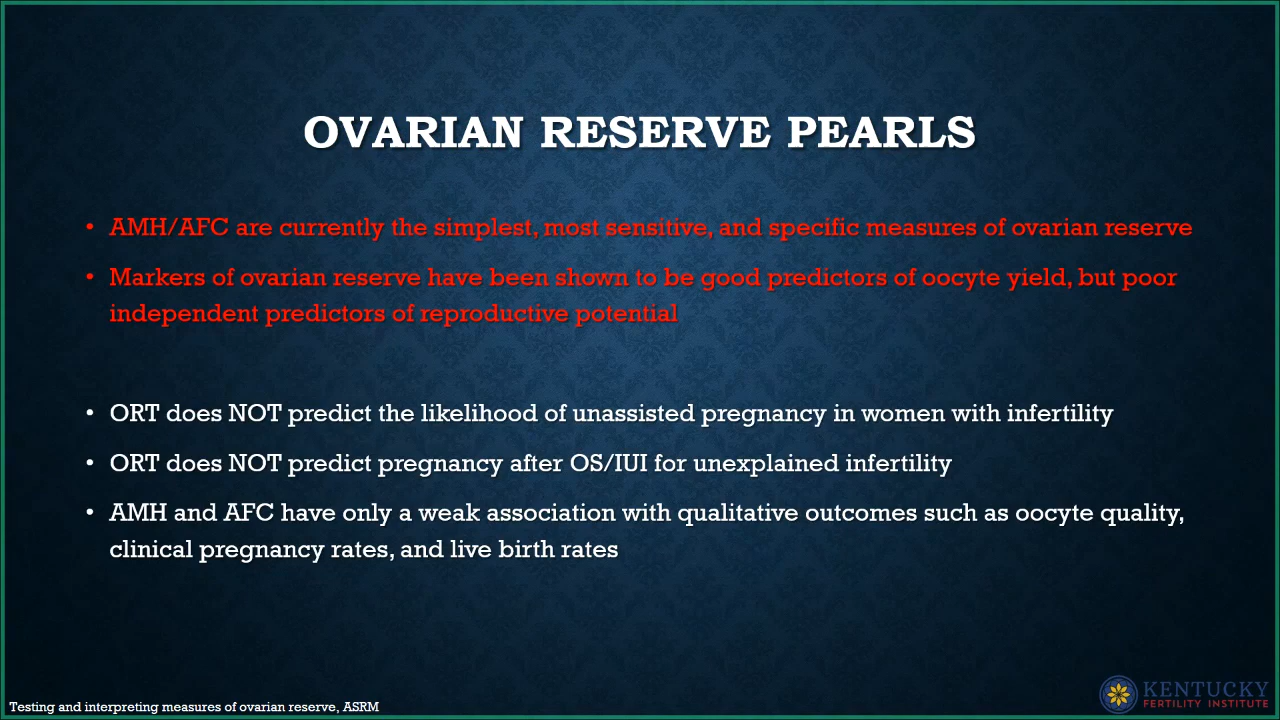 OVARIAN RESERVE PEARLS
• AMH/AFC are currently the simplest, most sensitive, and specific measures of ovarian reserve
• Markers of ovarian reserve have been shown to be good predictors of oocyte yield, but poor
independent predictors of reproductive potential
• ORT does NOT predict the likelihood of unassisted pregnancy in women with infertility
• ORT does NOT predict pregnancy after OS/IUI for unexplained infertility
• AMH and AFC have only a weak association with qualitative outcomes such as oocyte quality,
clinical pregnancy rates, and live birth rates
Testing and interpreting measures of ovarian reserve, ASRM
KENTUCKY
FERTILITY INSTITUTE